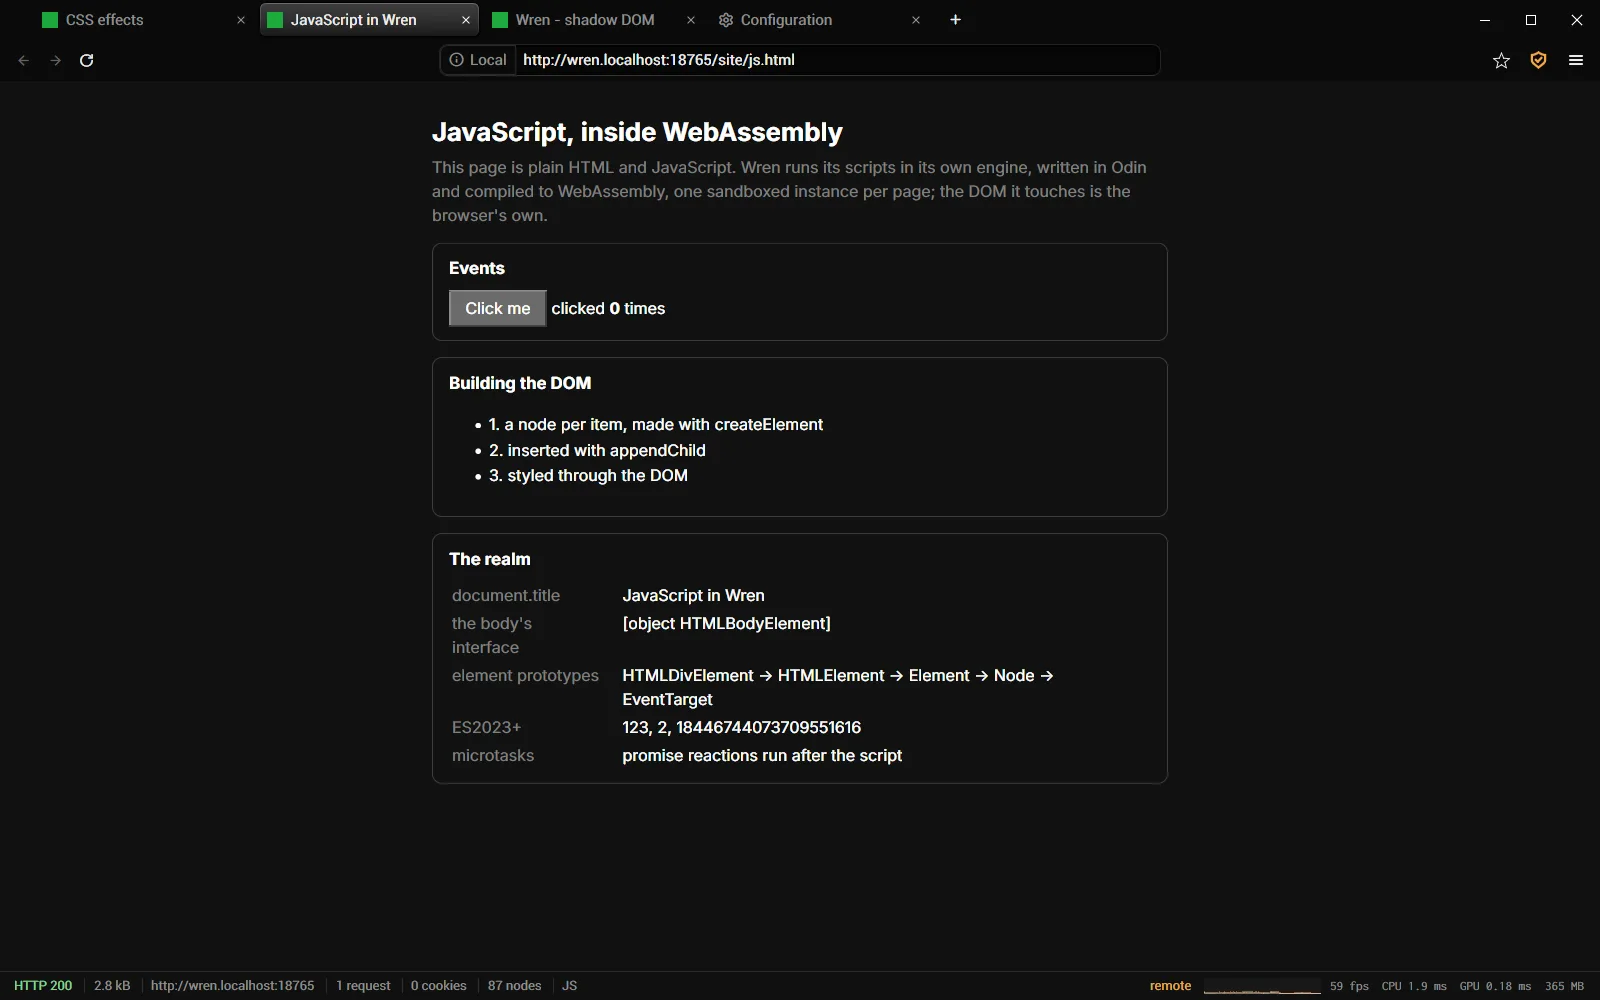 CSS effects × JavaScript in Wren × Wren - shadow DOM × Configuration × +
Local http://wren.localhost:18765/site/js.html
JavaScript, inside WebAssembly
This page is plain HTML and JavaScript. Wren runs its scripts in its own engine, written in Odin
and compiled to WebAssembly, one sandboxed instance per page; the DOM it touches is the
browser's own.
Events
Click me clicked 0 times
Building the DOM
• 1. a node per item, made with createElement
• 2. inserted with appendChild
• 3. styled through the DOM
The realm
document.title JavaScript in Wren
the body's [object HTMLBodyElement]
interface
element prototypes HTMLDivElement → HTMLElement → Element → Node →
EventTarget
ES2023+ 123, 2, 18446744073709551616
microtasks promise reactions run after the script
HTTP 200 2.8 kB http://wren.localhost:18765 1 request 0 cookies 87 nodes JS remote 59 fps CPU 1.9 ms GPU 0.18 ms 365 MB